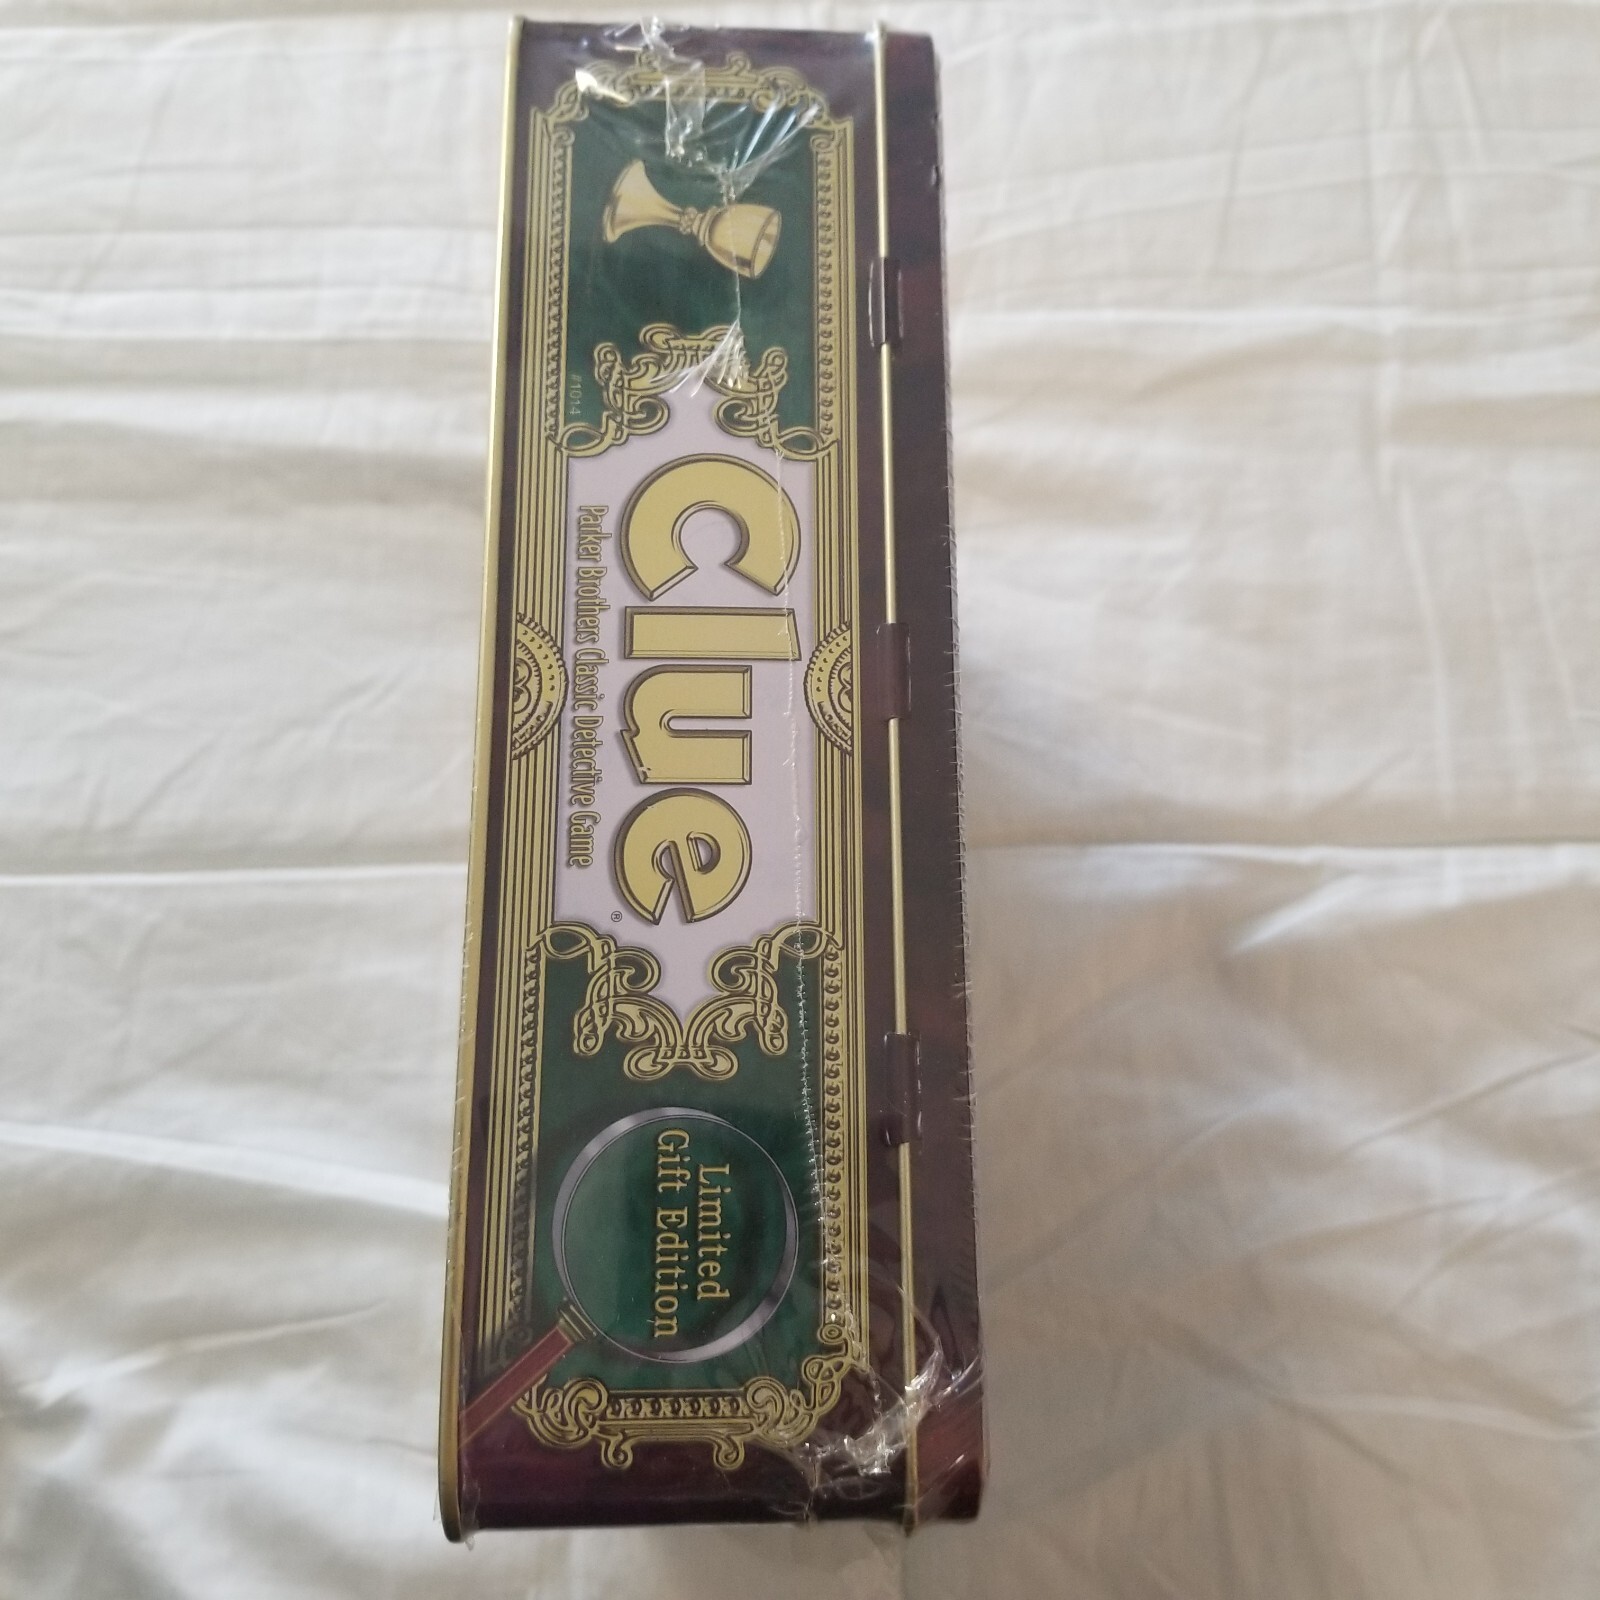 #1014
Clue®
Parker Brothers Classic Detective Game
Limited
Gift Edition